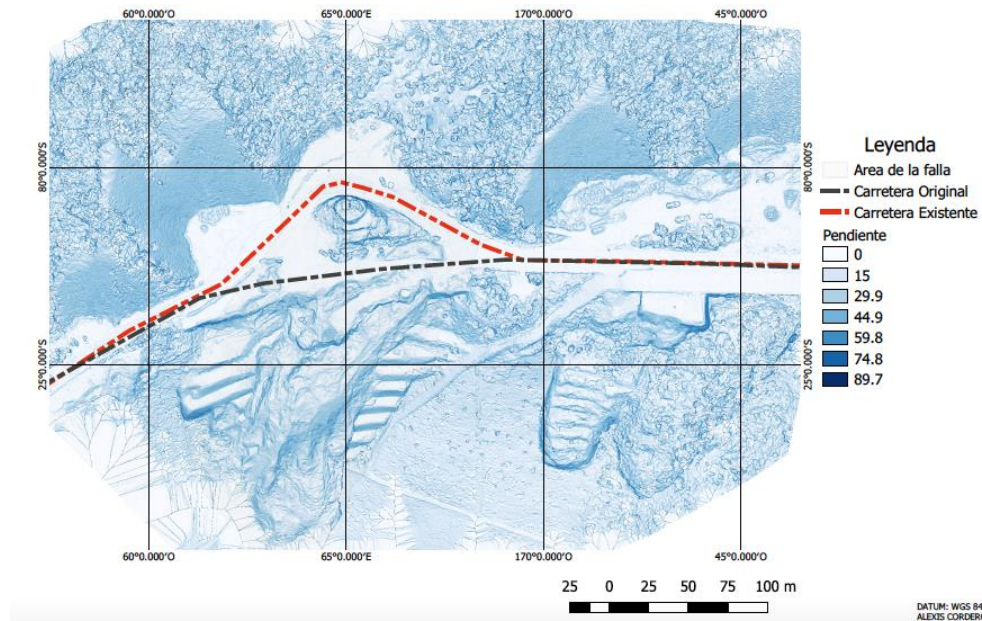 60°0.000'O 65°0.000'E 170°0.000'O 45°0.000'O
80°0.000'S 80°0.000'S
25°0.000'S 25°0.000'S
60°0.000'O 65°0.000'E 170°0.000'O 45°0.000'O
Leyenda
Area de la falla
Carretera Original
Carretera Existente
Pendiente
0
15
29.9
44.9
59.8
74.8
89.7
25 0 25 50 75 100 m
DATUM: WGS 84
ALEXIS CORDERO